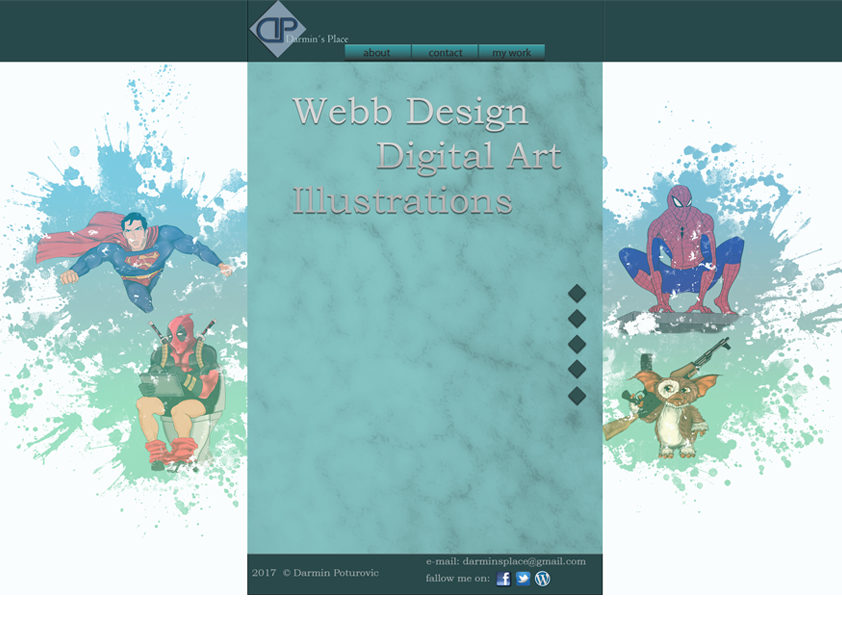 DP
Darmin´s Place
about contact my work
Webb Design
Digital Art
Illustrations
e-mail: darminsplace@gmail.com
2017 © Darmin Poturovic
fallow me on: